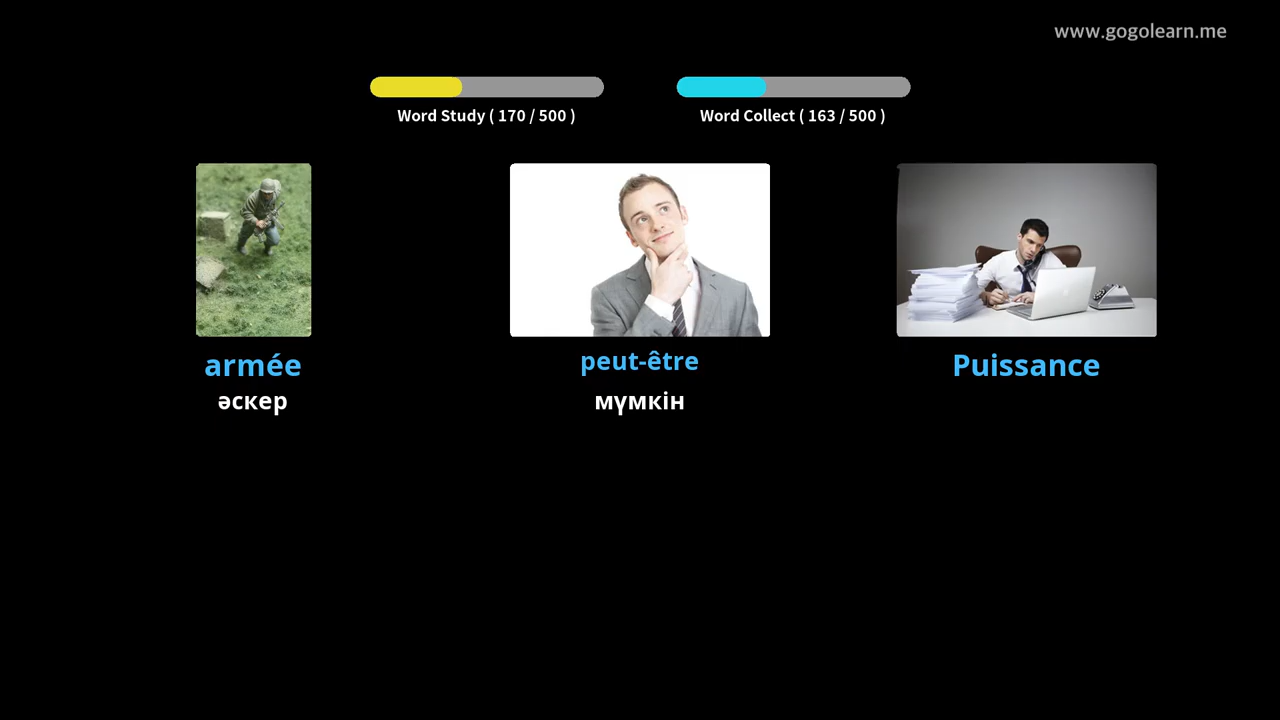 www.gogolearn.me
Word Study ( 170 / 500 )
Word Collect ( 163 / 500 )
armée
әскер
peut-être
мүмкін
Puissance